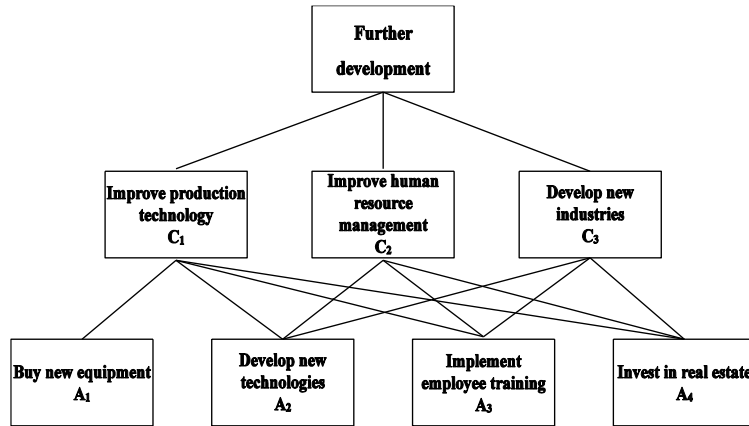 Further
development
Improve production
technology
C₁
Improve human
resource
management
C₂
Develop new
industries
C₃
Buy new equipment
A₁
Develop new
technologies
A₂
Implement
employee training
A₃
Invest in real estate
A₄